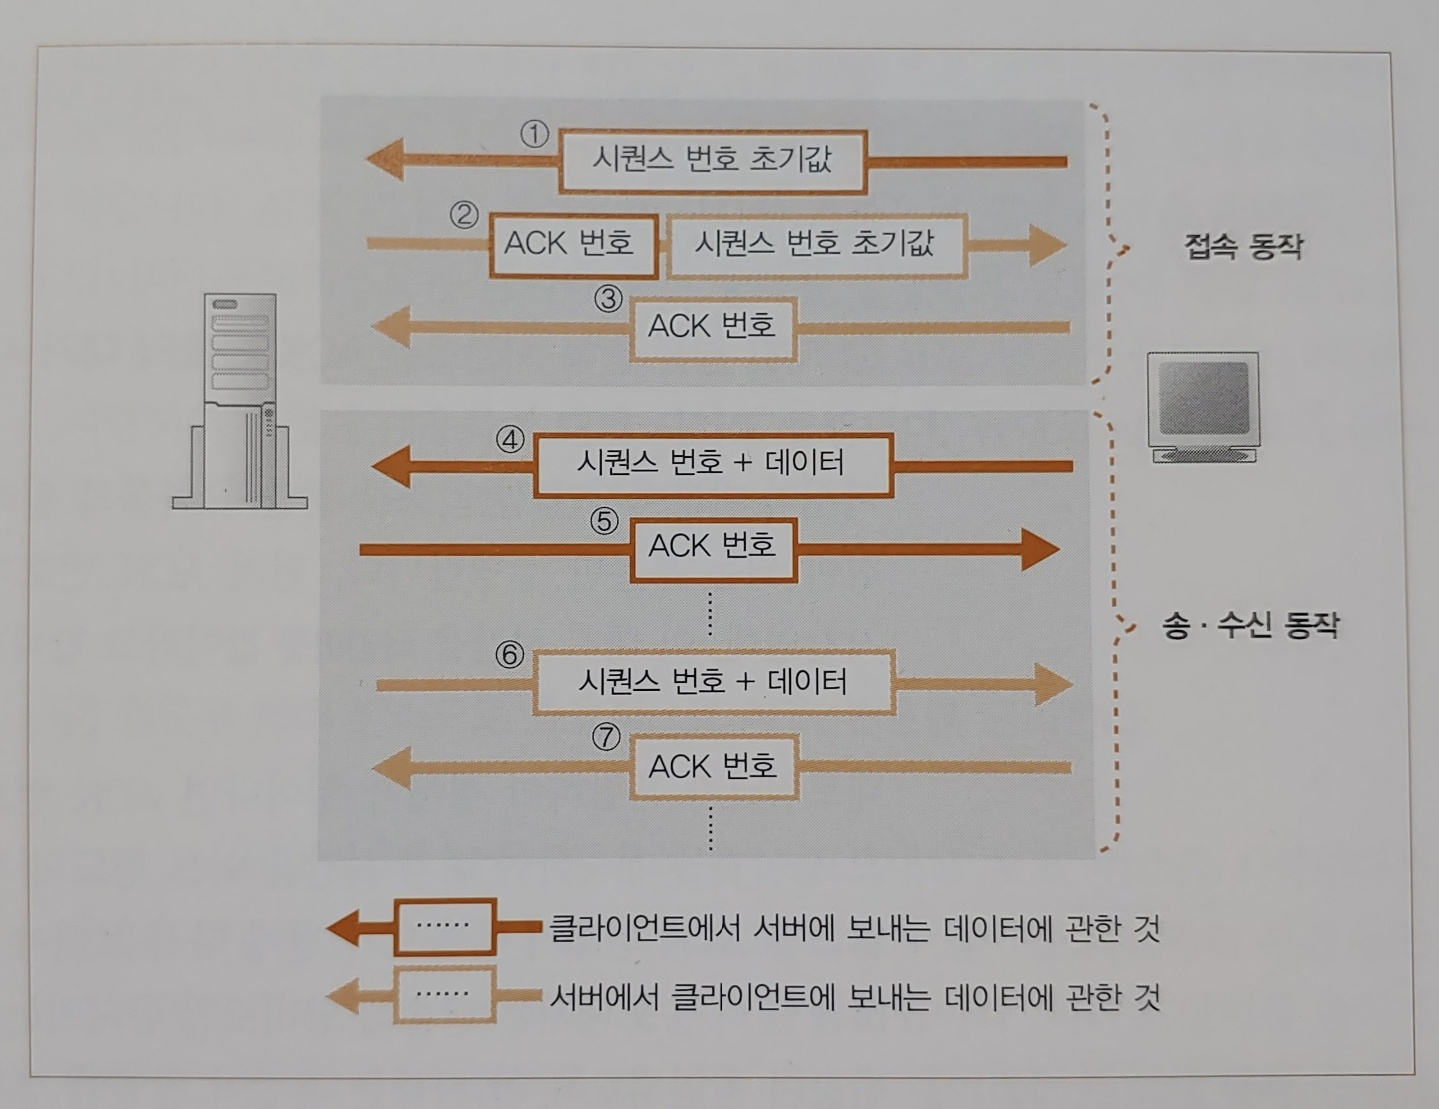 ① 시퀀스 번호 초기값
② ACK 번호 시퀀스 번호 초기값
접속 동작
③ ACK 번호
④ 시퀀스 번호 + 데이터
⑤ ACK 번호
송·수신 동작
⑥ 시퀀스 번호 + 데이터
⑦ ACK 번호
...... 클라이언트에서 서버에 보내는 데이터에 관한 것
...... 서버에서 클라이언트에 보내는 데이터에 관한 것